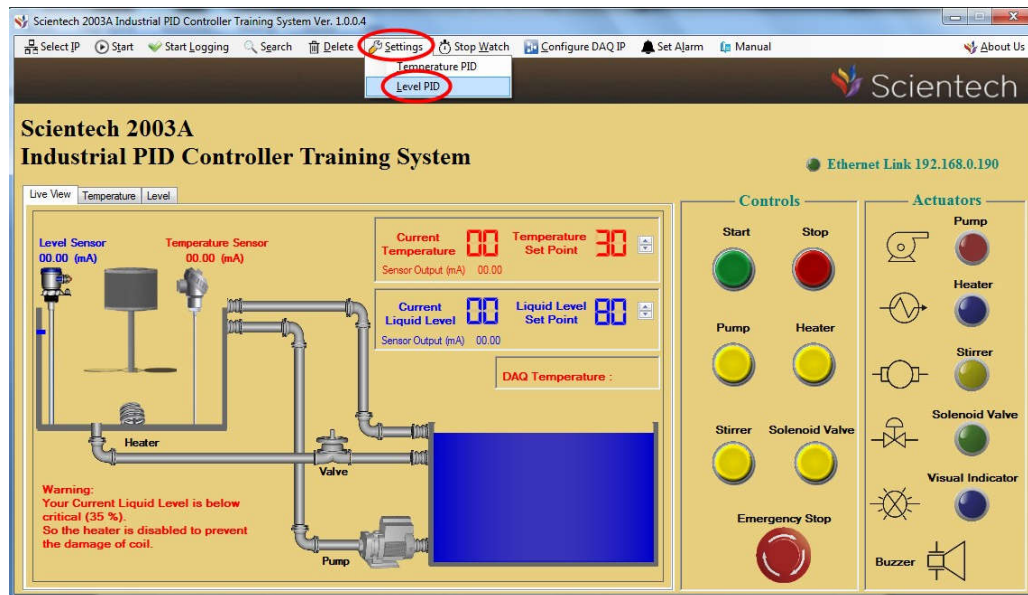 Scientech 2003A Industrial PID Controller Training System Ver. 1.0.0.4
Select IP Start Start Logging Search Delete Settings Stop Watch Configure DAQ IP Set Alarm Manual About Us
Temperature PID
Level PID
Scientech
Scientech 2003A
Industrial PID Controller Training System
Ethernet Link 192.168.0.190
Live View Temperature Level
Level Sensor
00.00 (mA)
Temperature Sensor
00.00 (mA)
Current
Temperature 00
Temperature
Set Point 30
Sensor Output (mA) 00.00
Current
Liquid Level 00
Liquid Level
Set Point 80
Sensor Output (mA) 00.00
DAQ Temperature :
Heater
Valve
Warning:
Your Current Liquid Level is below
critical (35 %).
So the heater is disabled to prevent
the damage of coil.
Pump
Controls
Start Stop
Pump Heater
Stirrer Solenoid Valve
Emergency Stop
Actuators
Pump
Heater
Stirrer
Solenoid Valve
Visual Indicator
Buzzer